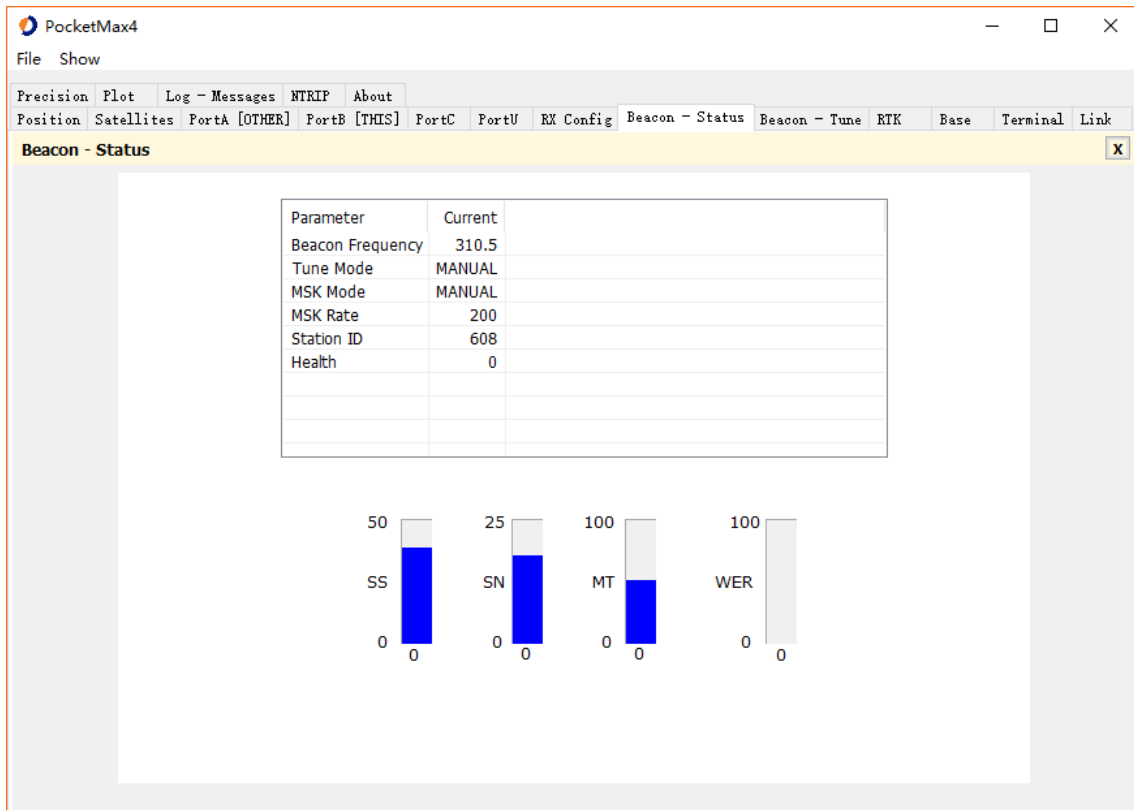 PocketMax4
File Show
Precision Plot Log - Messages NTRIP About
Position Satellites PortA [OTHER] PortB [THIS] PortC PortU RX Config Beacon - Status Beacon - Tune RTK Base Terminal Link
Beacon - Status X
Parameter Current
Beacon Frequency 310.5
Tune Mode MANUAL
MSK Mode MANUAL
MSK Rate 200
Station ID 608
Health 0
50 25 100 100
SS SN MT WER
0 0 0 0
0 0 0 0